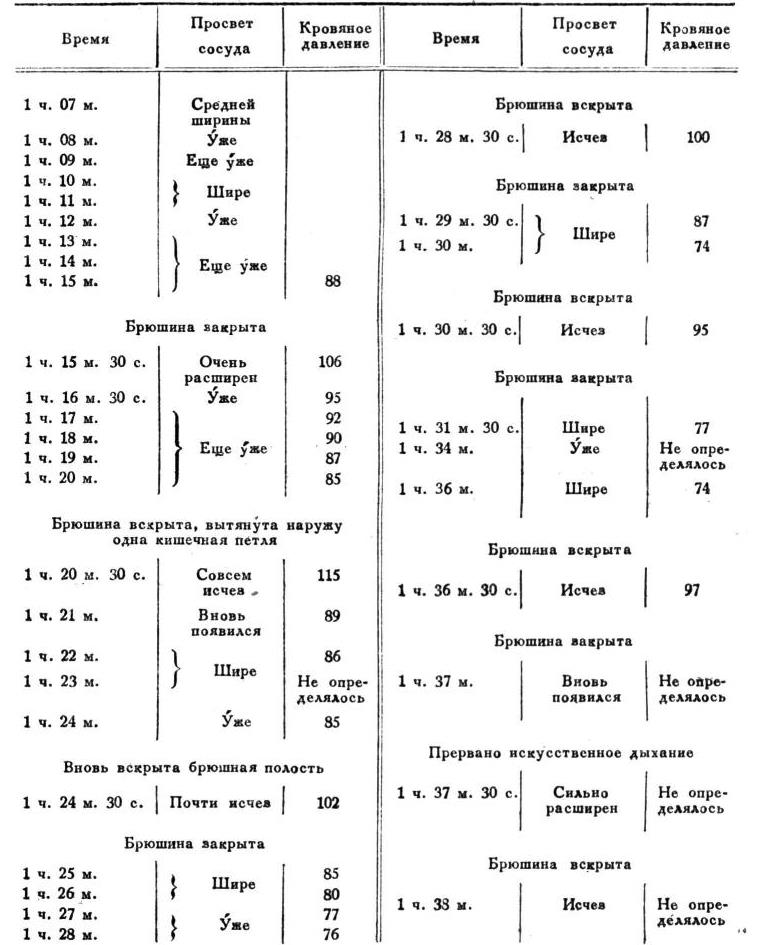 Время Просвет сосуда Кровяное давление
1 ч. 07 м. Средней ширины
1 ч. 08 м. У́же
1 ч. 09 м. Еще у́же
1 ч. 10 м. } Шире
1 ч. 11 м.
1 ч. 12 м. У́же
1 ч. 13 м. } Еще у́же
1 ч. 14 м.
1 ч. 15 м. 88
Брюшина закрыта
1 ч. 15 м. 30 с. Очень расширен 106
1 ч. 16 м. 30 с. У́же 95
1 ч. 17 м. } Еще у́же 92
1 ч. 18 м. 90
1 ч. 19 м. 87
1 ч. 20 м. 85
Брюшина вскрыта, вытянута наружу
одна кишечная петля
1 ч. 20 м. 30 с. Совсем исчез 115
1 ч. 21 м. Вновь появился 89
1 ч. 22 м. } Шире 86
1 ч. 23 м. Не определялось
1 ч. 24 м. У́же 85
Вновь вскрыта брюшная полость
1 ч. 24 м. 30 с. Почти исчез 102
Брюшина закрыта
1 ч. 25 м. } Шире 85
1 ч. 26 м. 80
1 ч. 27 м. } У́же 77
1 ч. 28 м. 76
Время Просвет сосуда Кровяное давление
Брюшина вскрыта
1 ч. 28 м. 30 с. Исчез 100
Брюшина закрыта
1 ч. 29 м. 30 с. } Шире 87
1 ч. 30 м. 74
Брюшина вскрыта
1 ч. 30 м. 30 с. Исчез 95
Брюшина закрыта
1 ч. 31 м. 30 с. Шире 77
1 ч. 34 м. У́же Не определялось
1 ч. 36 м. Шире 74
Брюшина вскрыта
1 ч. 36 м. 30 с. Исчез 97
Брюшина закрыта
1 ч. 37 м. Вновь появился Не определялось
Прервано искусственное дыхание
1 ч. 37 м. 30 с. Сильно расширен Не определялось
Брюшина вскрыта
1 ч. 38 м. Исчез Не определялось